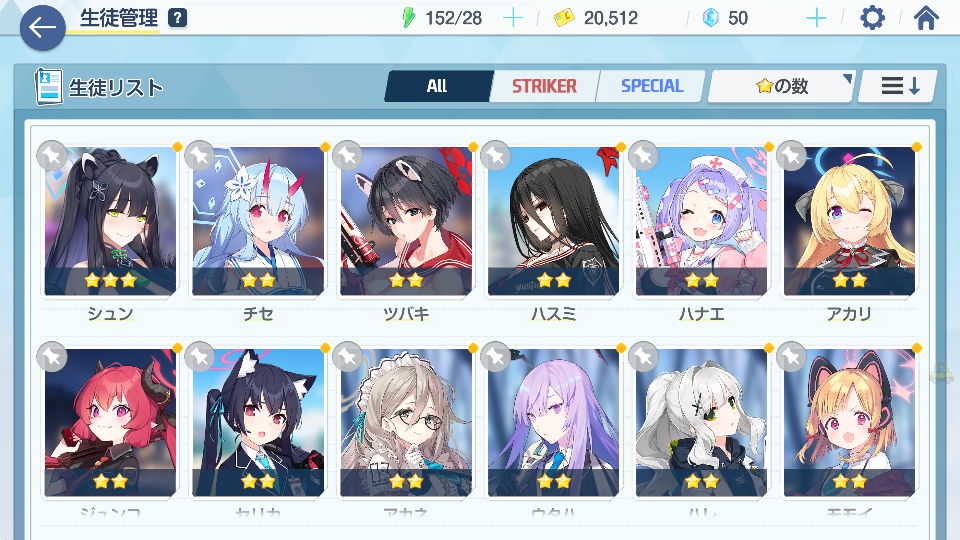 生徒管理 ? 152/28 20,512 50
生徒リスト All STRIKER SPECIAL の数
シュン チセ ツバキ ハスミ ハナエ アカリ
ジュンコ セリカ アカネ ウタハ ハレ モモイ